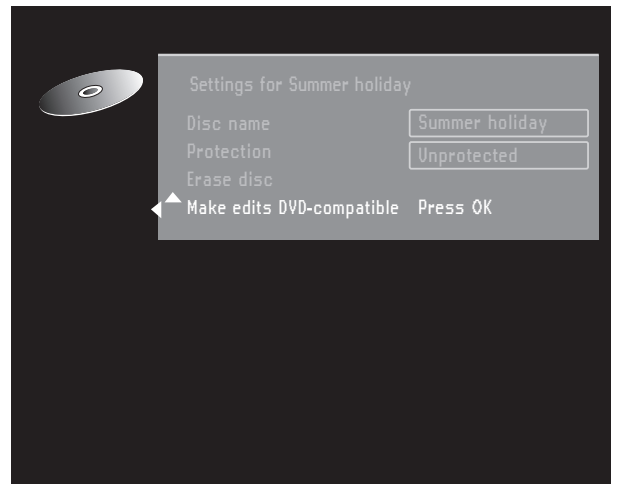 Settings for Summer holiday
Disc name Summer holiday
Protection Unprotected
Erase disc
Make edits DVD-compatible Press OK